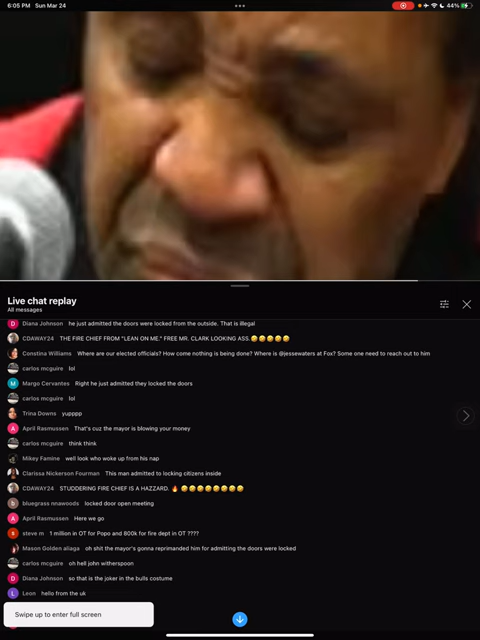 6:05 PM Sun Mar 24
44%
Live chat replay
All messages
D Diana Johnson he just admitted the doors were locked from the outside. That is illegal
CDAWAY24 THE FIRE CHIEF FROM "LEAN ON ME." FREE MR. CLARK LOOKING ASS.🤣🤣🤣🤣🤣
Constina Williams Where are our elected officials? How come nothing is being done? Where is @jessewaters at Fox? Some one need to reach out to him
carlos mcguire lol
M Margo Cervantes Right he just admitted they locked the doors
carlos mcguire lol
Trina Downs yupppp
A April Rasmussen That's cuz the mayor is blowing your money
carlos mcguire think think
Mikey Famine well look who woke up from his nap
Clarissa Nickerson Fourman This man admitted to locking citizens inside
CDAWAY24 STUDDERING FIRE CHIEF IS A HAZZARD. 🔥 🤣🤣🤣🤣🤣🤣🤣
b bluegrass nnawoods locked door open meeting
A April Rasmussen Here we go
s steve m 1 million in OT for Popo and 800k for fire dept in OT ????
Mason Golden aliaga oh shit the mayor's gonna reprimanded him for admitting the doors were locked
carlos mcguire oh hell john witherspoon
D Diana Johnson so that is the joker in the bulls costume
L Leon hello from the uk
Swipe up to enter full screen